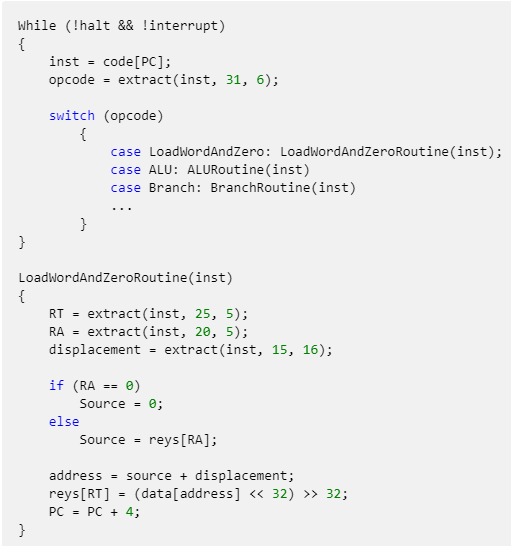 While (!halt && !interrupt)
{
    inst = code[PC];
    opcode = extract(inst, 31, 6);
    switch (opcode)
        {
            case LoadWordAndZero: LoadWordAndZeroRoutine(inst);
            case ALU: ALURoutine(inst)
            case Branch: BranchRoutine(inst)
            ...
        }
}
LoadWordAndZeroRoutine(inst)
{
    RT = extract(inst, 25, 5);
    RA = extract(inst, 20, 5);
    displacement = extract(inst, 15, 16);
    if (RA == 0)
        Source = 0;
    else
        Source = reys[RA];
    address = source + displacement;
    reys[RT] = (data[address] << 32) >> 32;
    PC = PC + 4;
}